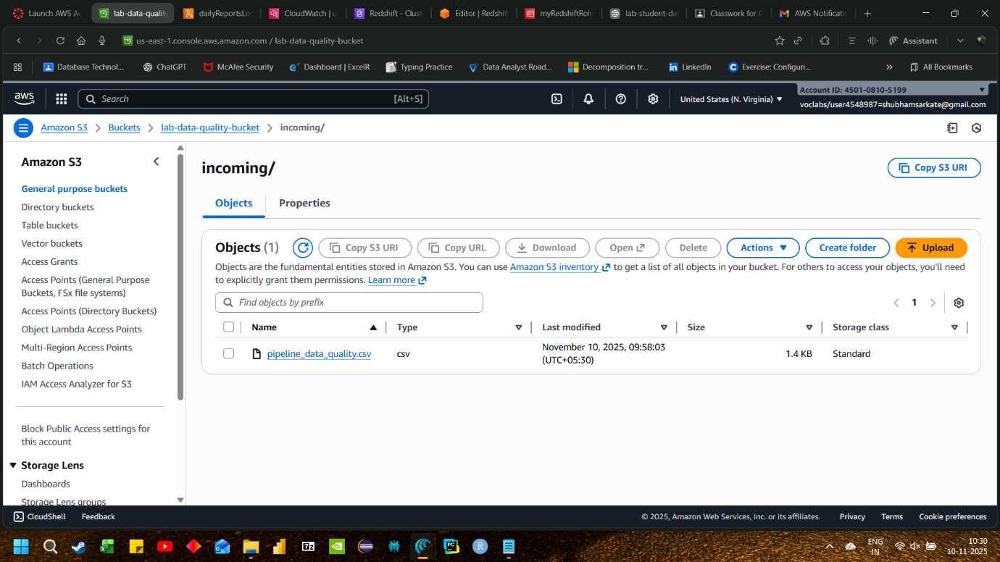 Launch AWS Ac
lab-data-quality
dailyReportsLo
CloudWatch | u
Redshift - Clust
Editor | Redshif
myRedshiftRole
lab-student-dat
Classwork for C
AWS Notificatio
us-east-1.console.aws.amazon.com / lab-data-quality-bucket
Assistant
Database Technol...
ChatGPT
McAfee Security
Dashboard | ExcelR
Typing Practice
Data Analyst Road...
Decomposition tr...
LinkedIn
Exercise: Configuri...
All Bookmarks
aws
Search
[Alt+S]
United States (N. Virginia)
Account ID: 4501-0810-5199
voclabs/user4548987=shubhamsarkate@gmail.com
Amazon S3
Buckets
lab-data-quality-bucket
incoming/
Amazon S3
General purpose buckets
Directory buckets
Table buckets
Vector buckets
Access Grants
Access Points (General Purpose
Buckets, FSx file systems)
Access Points (Directory Buckets)
Object Lambda Access Points
Multi-Region Access Points
Batch Operations
IAM Access Analyzer for S3
Block Public Access settings for
this account
Storage Lens
Dashboards
Storage Lens groups
incoming/
Copy S3 URI
Objects
Properties
Objects (1)
Copy S3 URI
Copy URL
Download
Open
Delete
Actions
Create folder
Upload
Objects are the fundamental entities stored in Amazon S3. You can use Amazon S3 inventory to get a list of all objects in your bucket. For others to access your objects, you'll need
to explicitly grant them permissions. Learn more
Find objects by prefix
1
Name
Type
Last modified
Size
Storage class
pipeline_data_quality.csv
csv
November 10, 2025, 09:58:03
(UTC+05:30)
1.4 KB
Standard
CloudShell
Feedback
© 2025, Amazon Web Services, Inc. or its affiliates.
Privacy
Terms
Cookie preferences
ENG
IN
10:30
10-11-2025